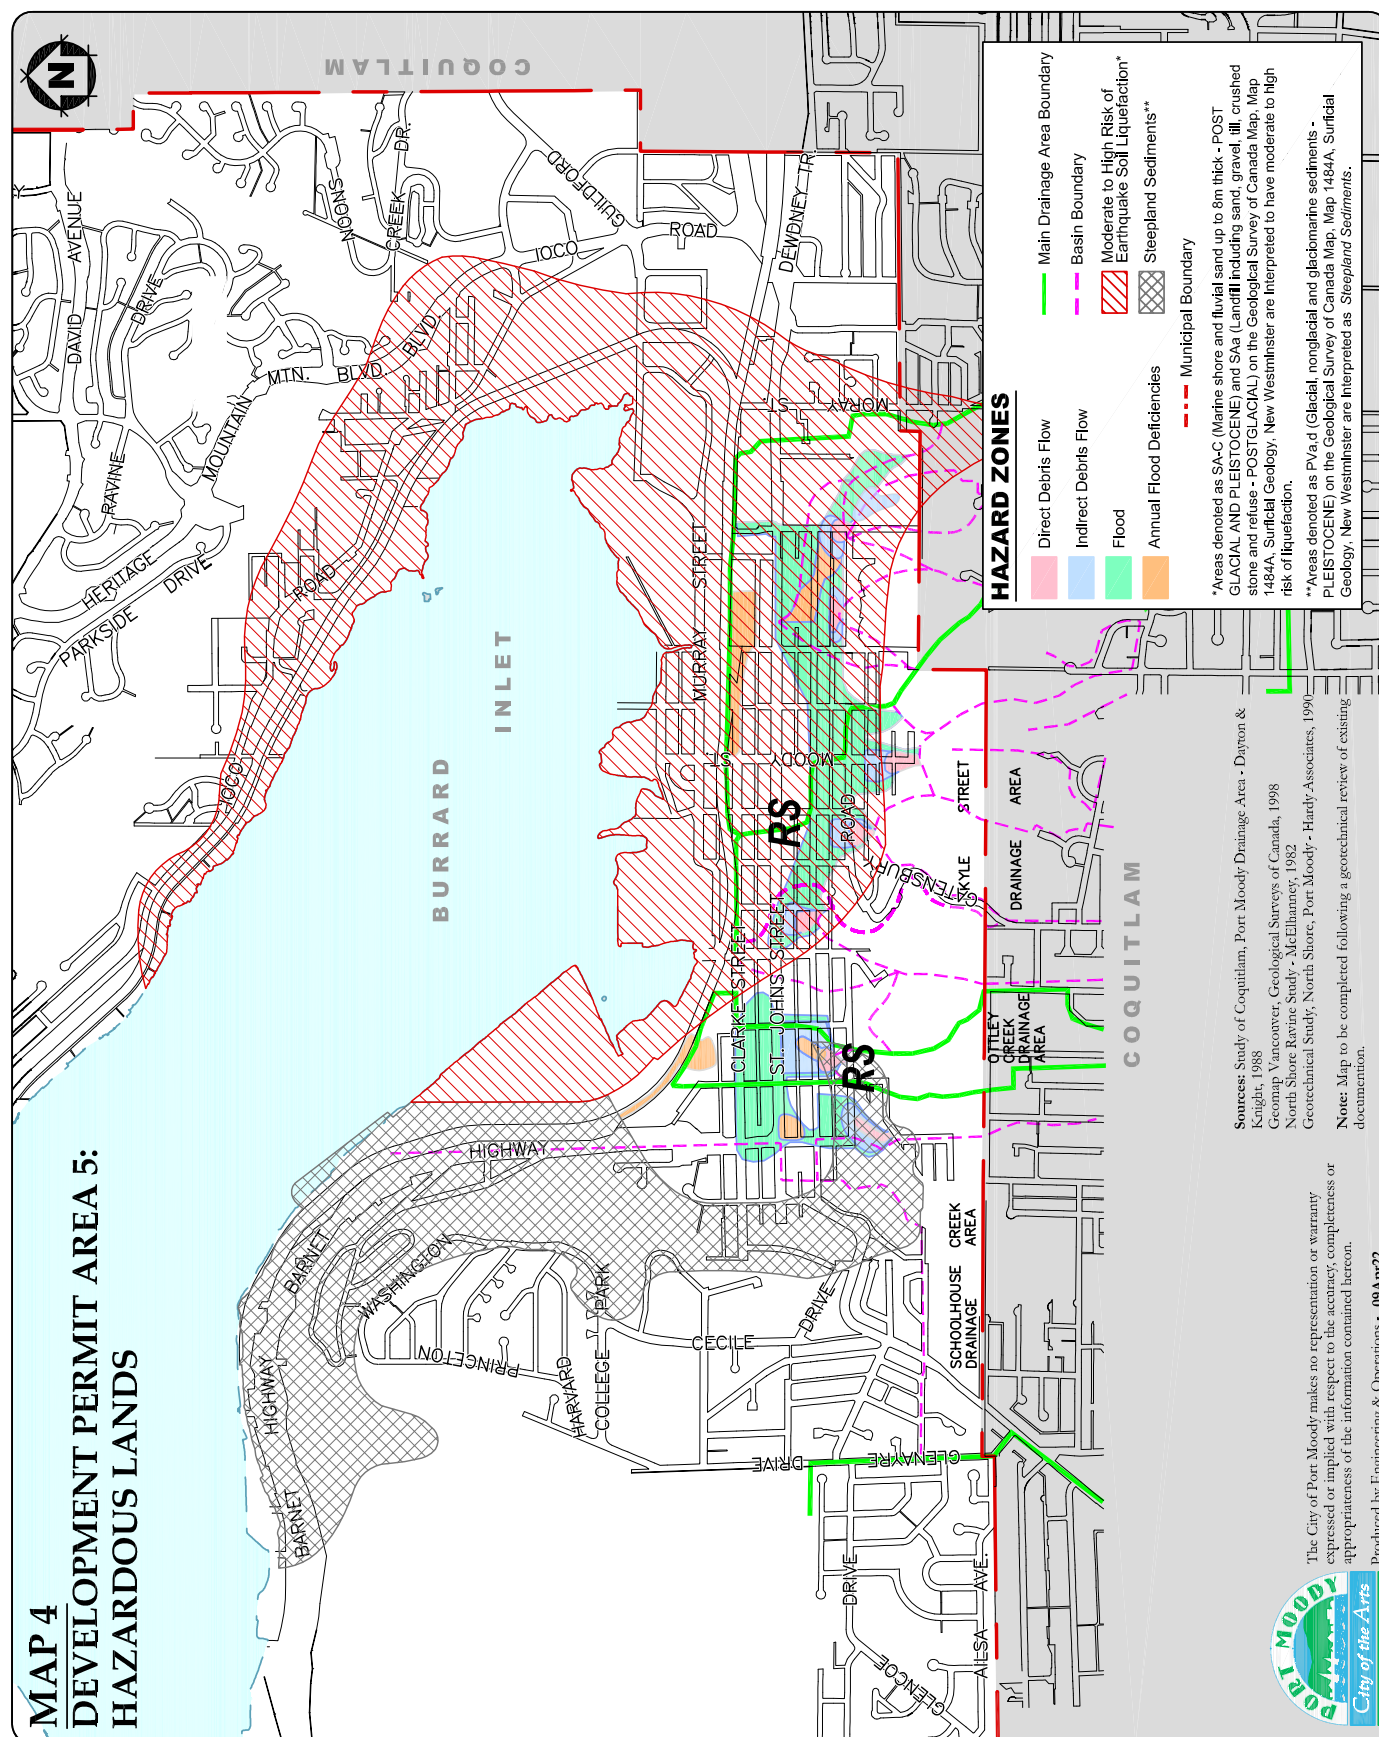 MAP 4
DEVELOPMENT PERMIT AREA 5:
HAZARDOUS LANDS
N
COQUITLAM
DAVID
AVENUE
DRIVE
NOONS
CREEK
DR.
GUILDFORD
IOCO
ROAD
DEWDNEY TR.
MTN.
BLVD.
BLVD.
MOUNTAIN
RAVINE
HERITAGE
PARKSIDE
DRIVE
ROAD
IOCO
BURRARD
INLET
MURRAY
STREET
MORAY
ST.
MOODY
ST.
RS
ROAD
GATENSBURY
KYLE
STREET
DRAINAGE
AREA
CLARKE STREET
ST. JOHNS STREET
RS
OTTLEY
CREEK
DRAINAGE
AREA
COQUITLAM
HIGHWAY
BARNET
WASHINGTON
PRINCETON
HARVARD
COLLEGE
PARK
CECILE
DRIVE
SCHOOLHOUSE
CREEK
DRAINAGE
AREA
HIGHWAY
BARNET
DRIVE
GLENAYRE
DRIVE
GLENCOE
AILSA
AVE.
HAZARD ZONES
Direct Debris Flow
Indirect Debris Flow
Flood
Annual Flood Deficiencies
Main Drainage Area Boundary
Basin Boundary
Moderate to High Risk of
Earthquake Soil Liquefaction*
Steepland Sediments**
Municipal Boundary
*Areas denoted as SA-C (Marine shore and fluvial sand up to 8m thick - POST
GLACIAL AND PLEISTOCENE) and SAa (Landfill including sand, gravel, till, crushed
stone and refuse - POSTGLACIAL) on the Geological Survey of Canada Map, Map
1484A, Surficial Geology, New Westminster are Interpreted to have moderate to high
risk of liquefaction.
**Areas denoted as PVa,d (Glacial, nonglacial and glaciomarine sediments -
PLEISTOCENE) on the Geological Survey of Canada Map, Map 1484A, Surficial
Geology, New Westminster are Interpreted as Steepland Sediments.
Sources: Study of Coquitlam, Port Moody Drainage Area - Dayton &
Knight, 1988
Geomap Vancouver, Geological Surveys of Canada, 1998
North Shore Ravine Study - McElhanney, 1982
Geotechnical Study, North Shore, Port Moody - Hardy Associates, 1990
Note: Map to be completed following a geotechnical review of existing
documention.
The City of Port Moody makes no representation or warranty
expressed or implied with respect to the accuracy, completeness or
appropriateness of the information contained hereon.
Produced by Engineering & Operations - 09Apr22
PORT MOODY
City of the Arts